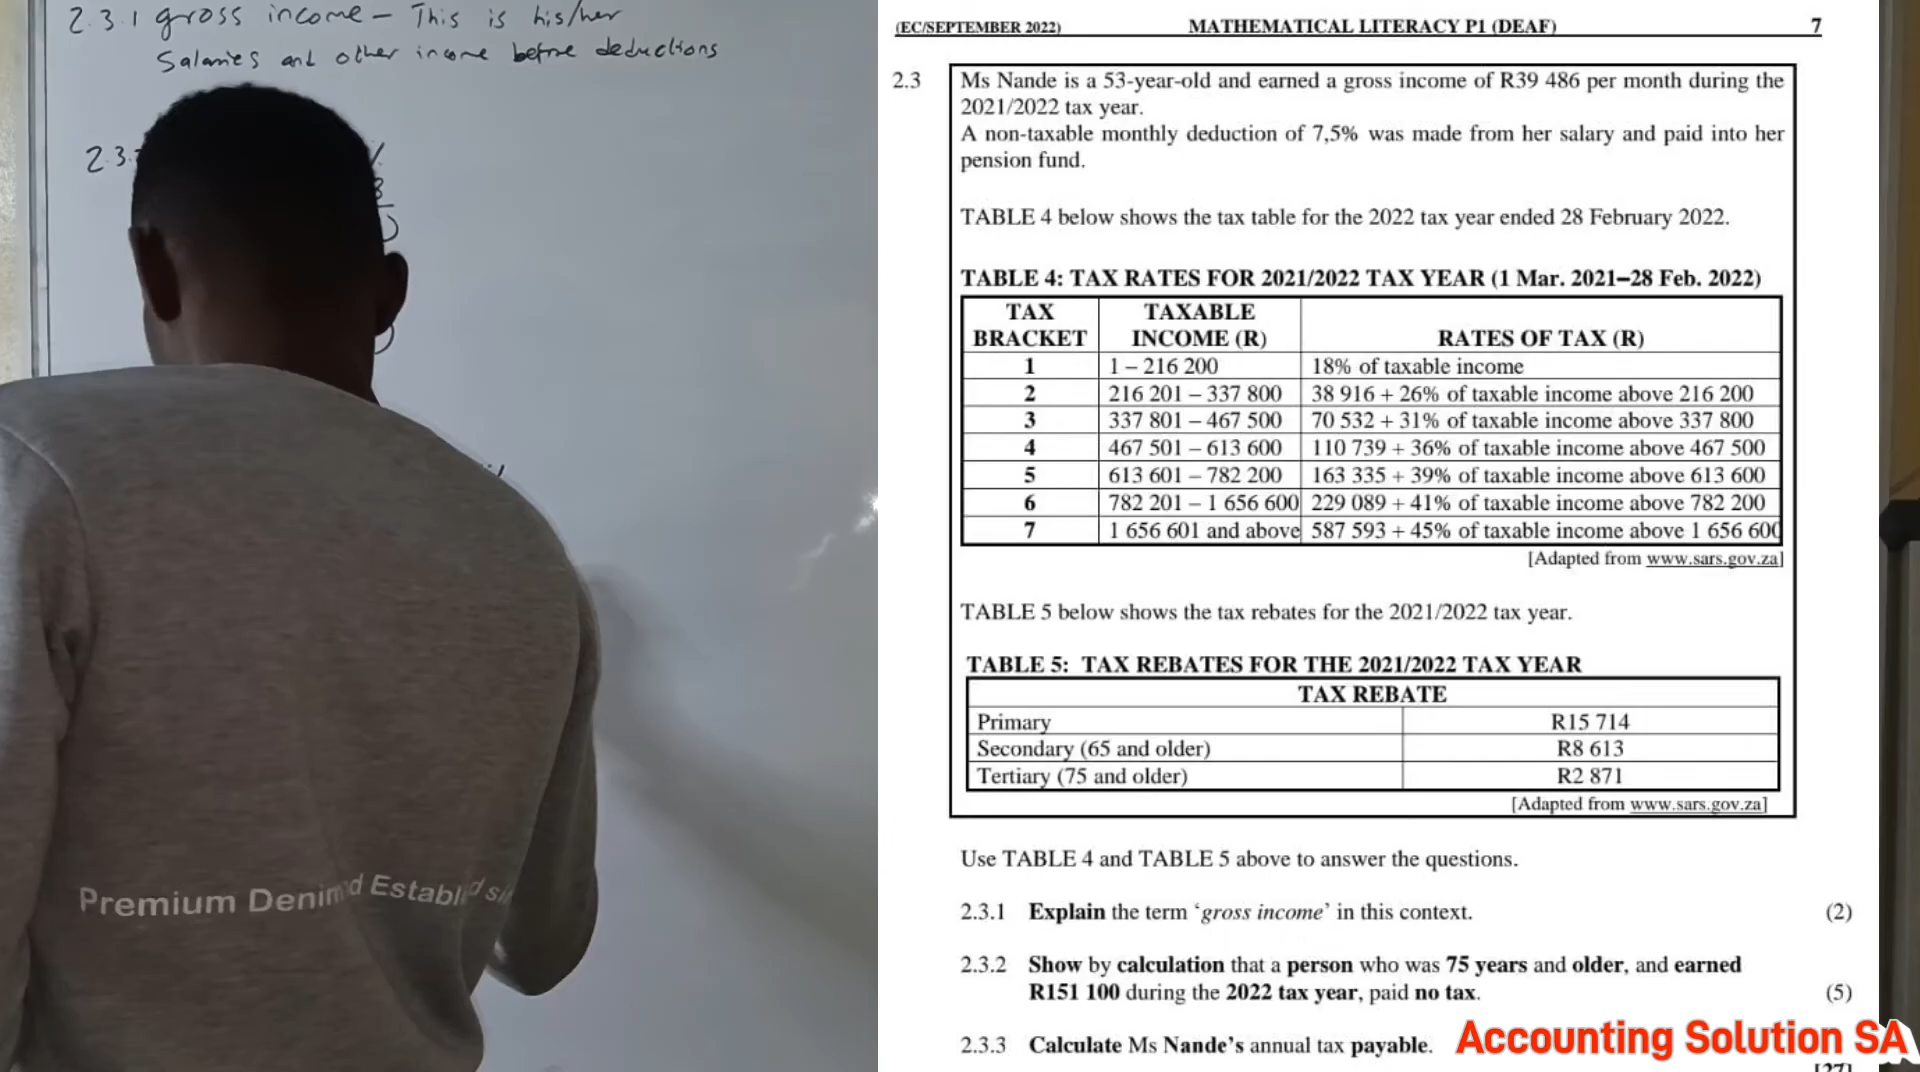 2.3.1 gross income – This is his/her
Salaries and other income before deductions
2.3.
Premium Denim
d Establi
d si
(EC/SEPTEMBER 2022) MATHEMATICAL LITERACY P1 (DEAF) 7
2.3 Ms Nande is a 53-year-old and earned a gross income of R39 486 per month during the
2021/2022 tax year.
A non-taxable monthly deduction of 7,5% was made from her salary and paid into her
pension fund.
TABLE 4 below shows the tax table for the 2022 tax year ended 28 February 2022.
TABLE 4: TAX RATES FOR 2021/2022 TAX YEAR (1 Mar. 2021–28 Feb. 2022)
TAX BRACKET TAXABLE INCOME (R) RATES OF TAX (R)
1 1 – 216 200 18% of taxable income
2 216 201 – 337 800 38 916 + 26% of taxable income above 216 200
3 337 801 – 467 500 70 532 + 31% of taxable income above 337 800
4 467 501 – 613 600 110 739 + 36% of taxable income above 467 500
5 613 601 – 782 200 163 335 + 39% of taxable income above 613 600
6 782 201 – 1 656 600 229 089 + 41% of taxable income above 782 200
7 1 656 601 and above 587 593 + 45% of taxable income above 1 656 600
[Adapted from www.sars.gov.za]
TABLE 5 below shows the tax rebates for the 2021/2022 tax year.
TABLE 5: TAX REBATES FOR THE 2021/2022 TAX YEAR
TAX REBATE
Primary R15 714
Secondary (65 and older) R8 613
Tertiary (75 and older) R2 871
[Adapted from www.sars.gov.za]
Use TABLE 4 and TABLE 5 above to answer the questions.
2.3.1 Explain the term ‘gross income’ in this context. (2)
2.3.2 Show by calculation that a person who was 75 years and older, and earned
R151 100 during the 2022 tax year, paid no tax. (5)
2.3.3 Calculate Ms Nande’s annual tax payable.
Accounting Solution SA